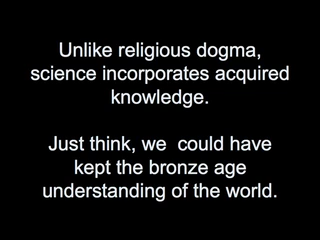 Unlike religious dogma,
science incorporates acquired
knowledge.
Just think, we  could have
kept the bronze age
understanding of the world.